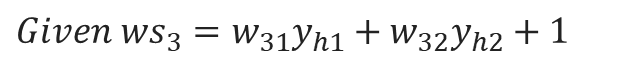 Given ws₃ = w₃₁yₕ₁ + w₃₂yₕ₂ + 1